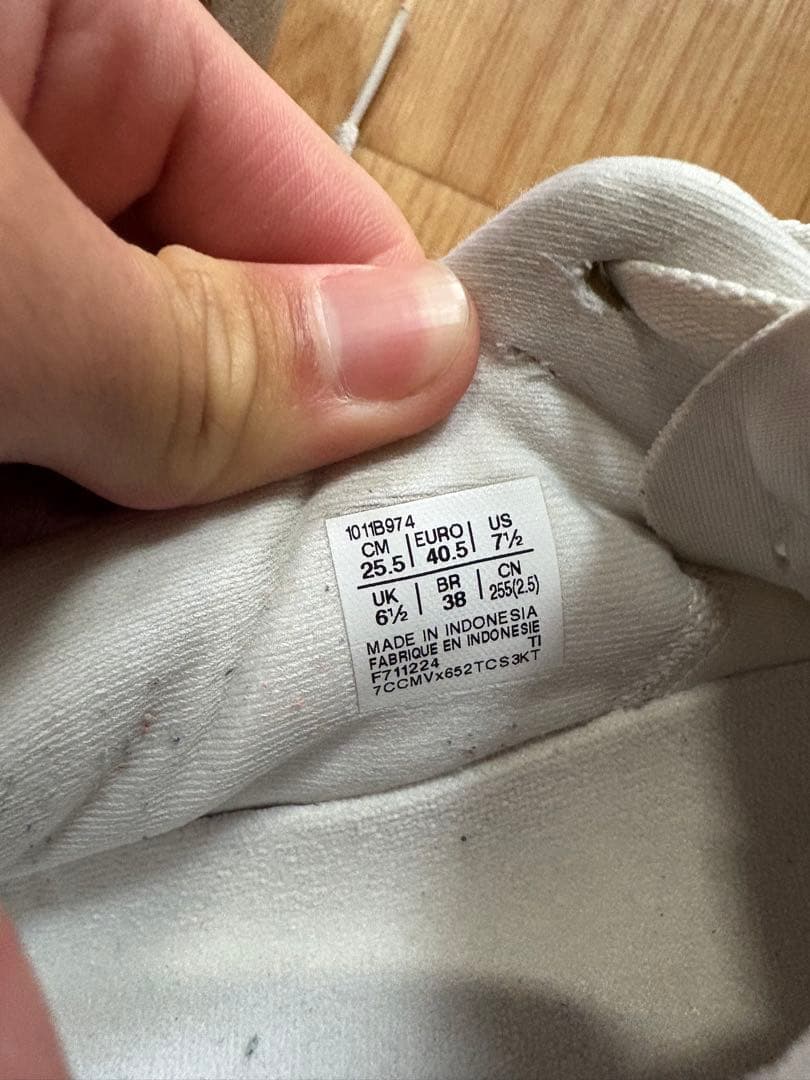 1011B974
CM | EURO | US
25.5 | 40.5 | 7½
UK | BR | CN
6½ | 38 | 255(2.5)
MADE IN INDONESIA
FABRIQUE EN INDONESIE
F711224 TI
7CCMVx652TCS3KT